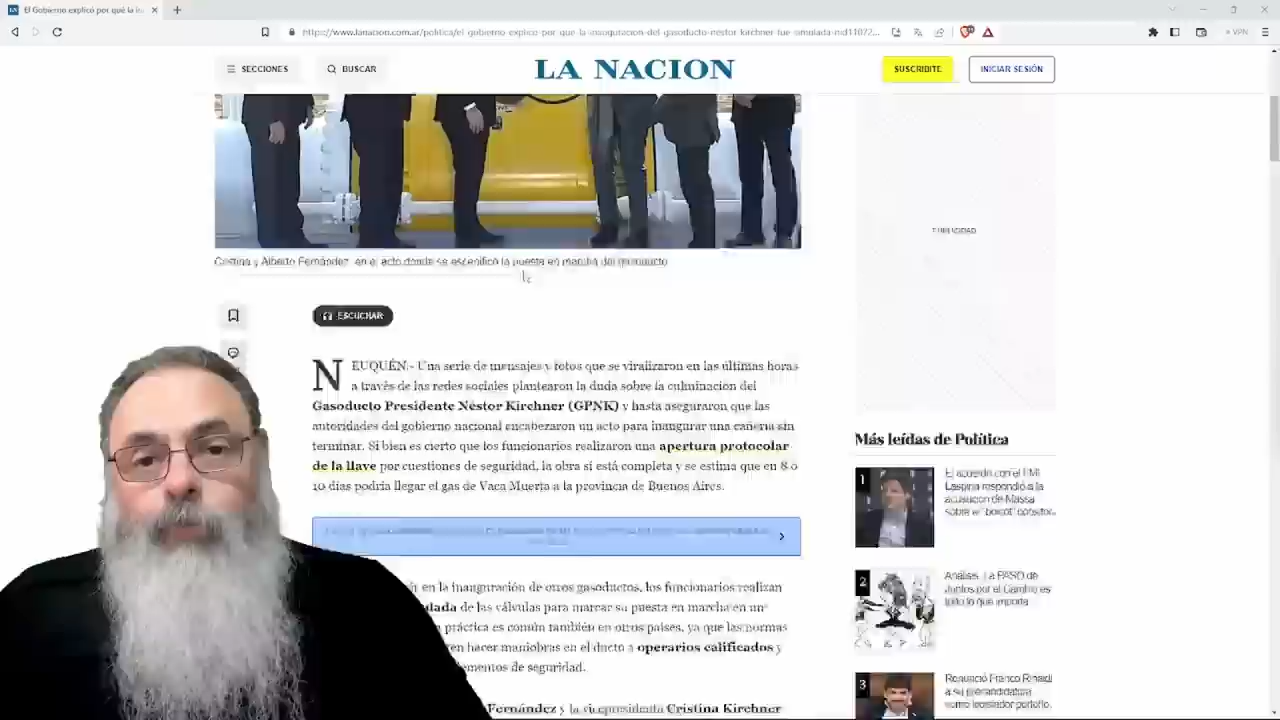 El Gobierno explicó por qué la in
https://www.lanacion.com.ar/politica/el-gobierno-explico-por-que-la-inauguracion-del-gasoducto-nestor-kirchner-fue-simulada-nid11072...
VPN
SECCIONES
BUSCAR
LA NACION
SUSCRIBITE
INICIAR SESIÓN
PUBLICIDAD
Cristina y Alberto Fernández, en el acto donde se escenificó la puesta en marcha del gasoducto
ESCUCHAR
NEUQUÉN.- Una serie de mensajes y fotos que se viralizaron en las últimas horas
a través de las redes sociales plantearon la duda sobre la culminación del
Gasoducto Presidente Néstor Kirchner (GPNK) y hasta aseguraron que las
autoridades del gobierno nacional encabezaron un acto para inaugurar una cañería sin
terminar. Si bien es cierto que los funcionarios realizaron una apertura protocolar
de la llave por cuestiones de seguridad, la obra sí está completa y se estima que en 8 o
10 días podría llegar el gas de Vaca Muerta a la provincia de Buenos Aires.
en la inauguración de otros gasoductos, los funcionarios realizan
de las válvulas para marcar su puesta en marcha en un
práctica es común también en otros países, ya que las normas
en hacer maniobras en el ducto a operarios calificados y
ementos de seguridad.
Fernández y la vicepresidenta Cristina Kirchner
Más leídas de Política
1
El acuerdo con el FMI
Laspina respondió a la
acusación de Massa
sobre el "boicot" opositor
2
Análisis. La PASO de
Juntos por el Cambio es
todo lo que importa
3
Renunció Franco Rinaldi
a su precandidatura
como legislador porteño